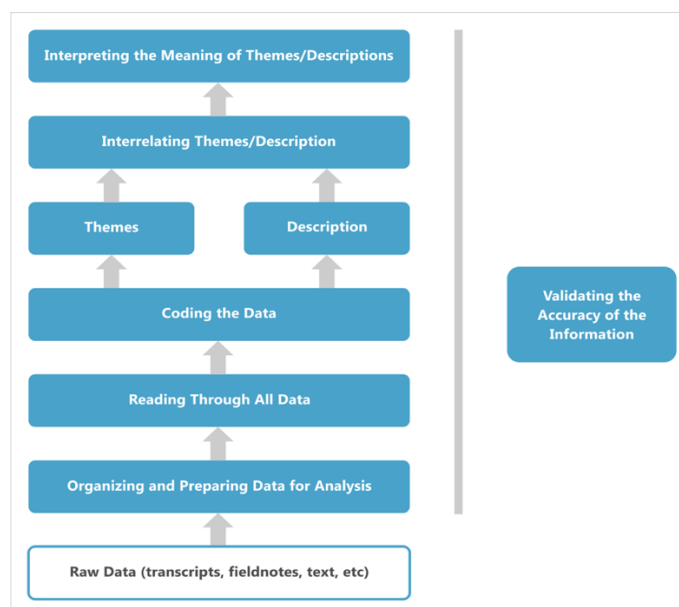 Interpreting the Meaning of Themes/Descriptions
Interrelating Themes/Description
Themes
Description
Coding the Data
Validating the
Accuracy of the
Information
Reading Through All Data
Organizing and Preparing Data for Analysis
Raw Data (transcripts, fieldnotes, text, etc)